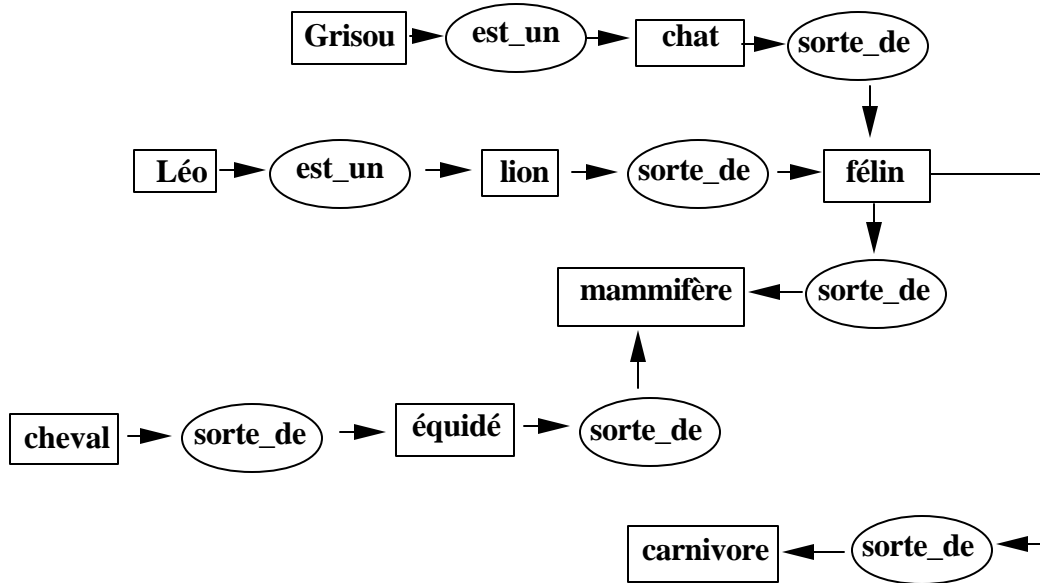 Grisou est_un chat sorte_de
Léo est_un lion sorte_de félin
mammifère sorte_de
cheval sorte_de équidé sorte_de
carnivore sorte_de